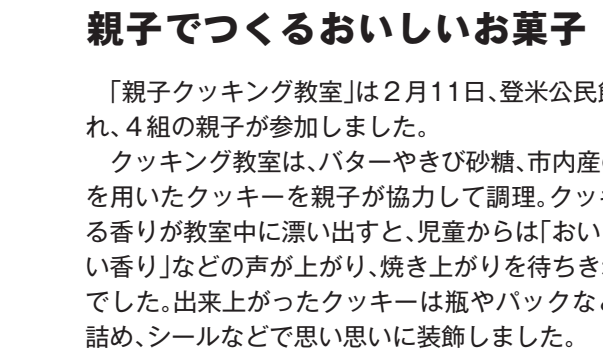 親子でつくるおいしいお菓子
「親子クッキング教室」は２月11日、登米公民
れ、４組の親子が参加しました。
クッキング教室は、バターやきび砂糖、市内産
を用いたクッキーを親子が協力して調理。クッ
る香りが教室中に漂い出すと、児童からは「おい
い香り」などの声が上がり、焼き上がりを待ちき
でした。出来上がったクッキーは瓶やパックな
詰め、シールなどで思い思いに装飾しました。